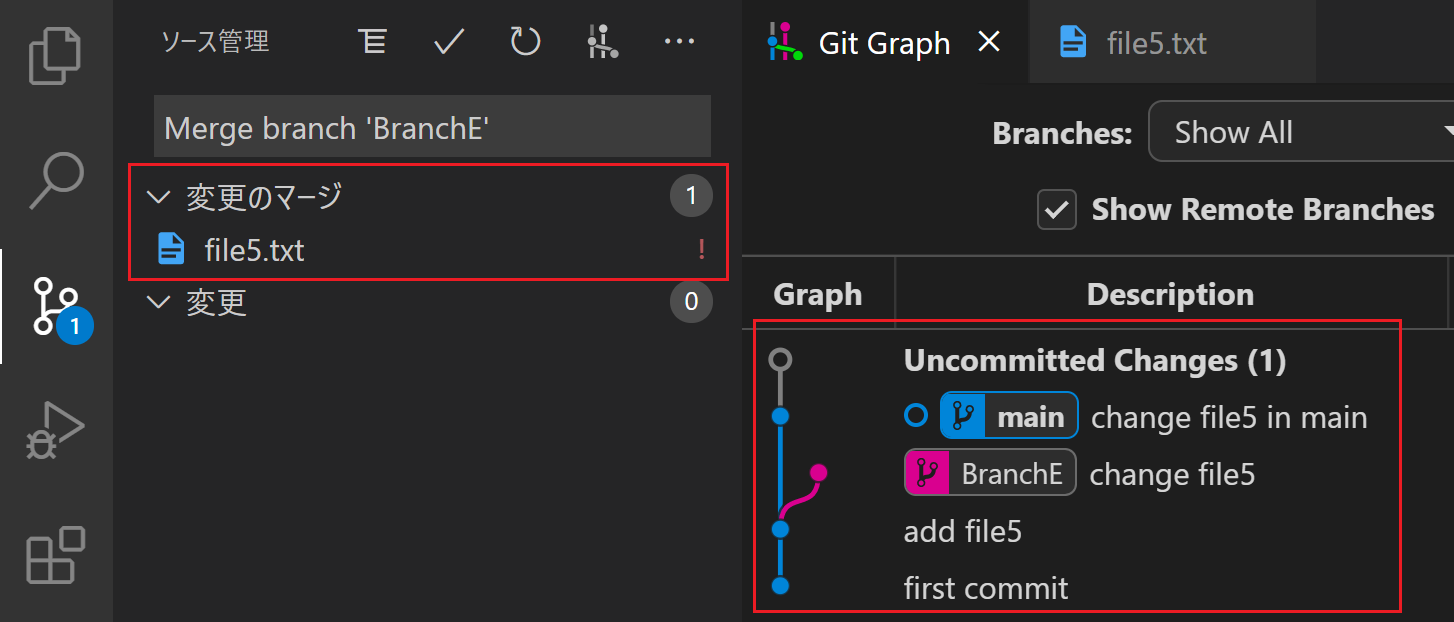 ソース管理
Merge branch 'BranchE'
変更のマージ 1
file5.txt !
変更 0
1
Git Graph
file5.txt
Branches: Show All
Show Remote Branches
Graph Description
Uncommitted Changes (1)
main change file5 in main
BranchE change file5
add file5
first commit